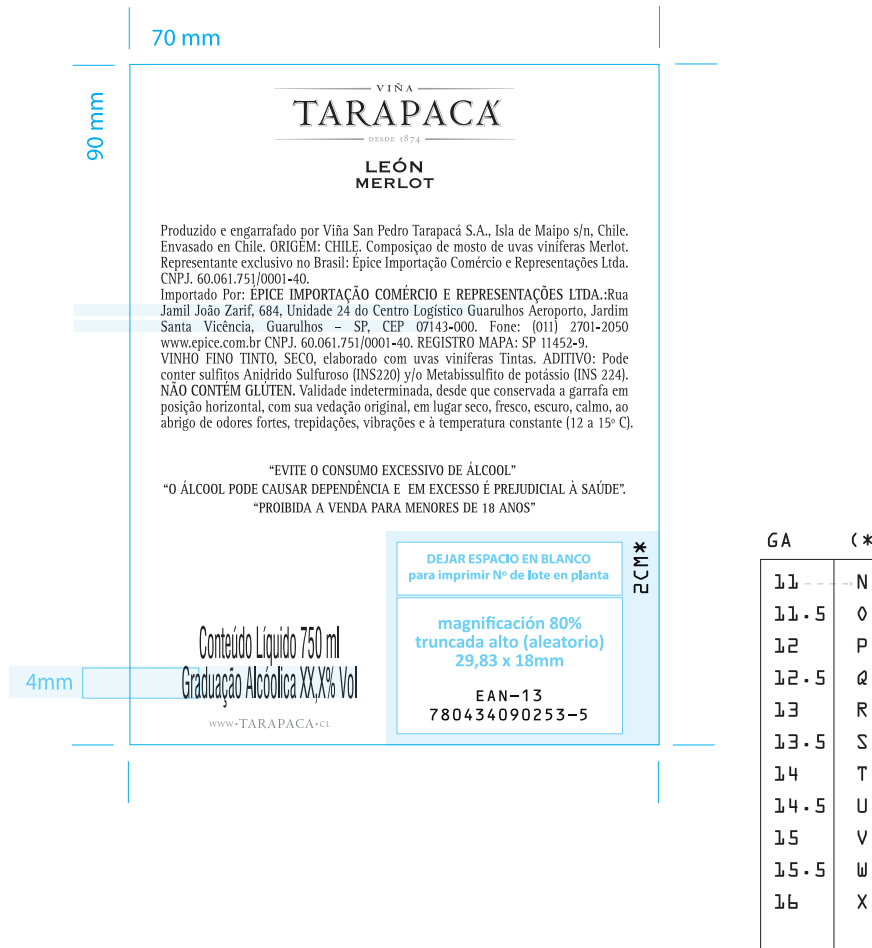 70 mm
90 mm
VIÑA
TARAPACÁ
DESDE 1874
LEÓN
MERLOT
Produzido e engarrafado por Viña San Pedro Tarapacá S.A., Isla de Maipo s/n, Chile.
Envasado en Chile. ORIGEM: CHILE. Composiçao de mosto de uvas viníferas Merlot.
Representante exclusivo no Brasil: Épice Importação Comércio e Representações Ltda.
CNPJ. 60.061.751/0001-40.
Importado Por: ÉPICE IMPORTAÇÃO COMÉRCIO E REPRESENTAÇÕES LTDA.:Rua
Jamil João Zarif, 684, Unidade 24 do Centro Logístico Guarulhos Aeroporto, Jardim
Santa Vicência, Guarulhos – SP, CEP 07143-000. Fone: (011) 2701-2050
www.epice.com.br CNPJ. 60.061.751/0001-40. REGISTRO MAPA: SP 11452-9.
VINHO FINO TINTO, SECO, elaborado com uvas viníferas Tintas. ADITIVO: Pode
conter sulfitos Anidrido Sulfuroso (INS220) y/o Metabissulfito de potássio (INS 224).
NÃO CONTÉM GLÚTEN. Validade indeterminada, desde que conservada a garrafa em
posição horizontal, com sua vedação original, em lugar seco, fresco, escuro, calmo, ao
abrigo de odores fortes, trepidações, vibrações e à temperatura constante (12 a 15º C).
“EVITE O CONSUMO EXCESSIVO DE ÁLCOOL”
“O ÁLCOOL PODE CAUSAR DEPENDÊNCIA E EM EXCESSO É PREJUDICIAL À SAÚDE”.
“PROIBIDA A VENDA PARA MENORES DE 18 ANOS”
DEJAR ESPACIO EN BLANCO
para imprimir Nº de lote en planta
2CM*
magnificación 80%
truncada alto (aleatorio)
29,83 x 18mm
EAN-13
780434090253-5
Conteúdo Líquido 750 ml
Graduação Alcóolica XX,X% Vol
4mm
WWW•TARAPACA•CL
GA (*
11 N
11.5 O
12 P
12.5 Q
13 R
13.5 S
14 T
14.5 U
15 V
15.5 W
16 X